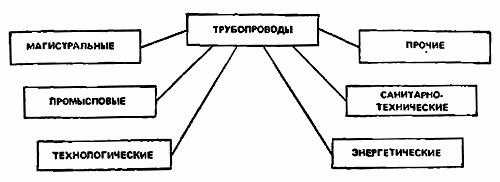 ТРУБОПРОВОДЫ
МАГИСТРАЛЬНЫЕ
ПРОЧИЕ
ПРОМЫСЛОВЫЕ
САНИТАРНО-
ТЕХНИЧЕСКИЕ
ТЕХНОЛОГИЧЕСКИЕ
ЭНЕРГЕТИЧЕСКИЕ